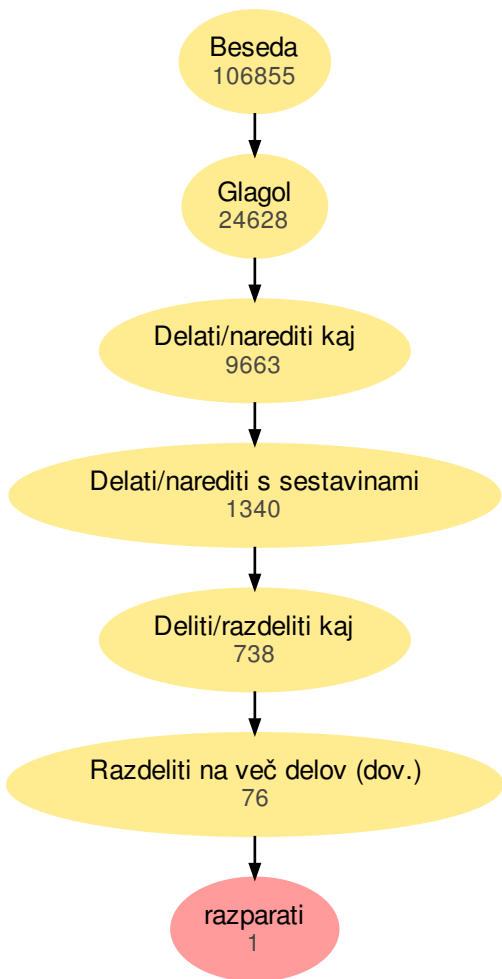 Beseda
106855
Glagol
24628
Delati/narediti kaj
9663
Delati/narediti s sestavinami
1340
Deliti/razdeliti kaj
738
Razdeliti na več delov (dov.)
76
razparati
1